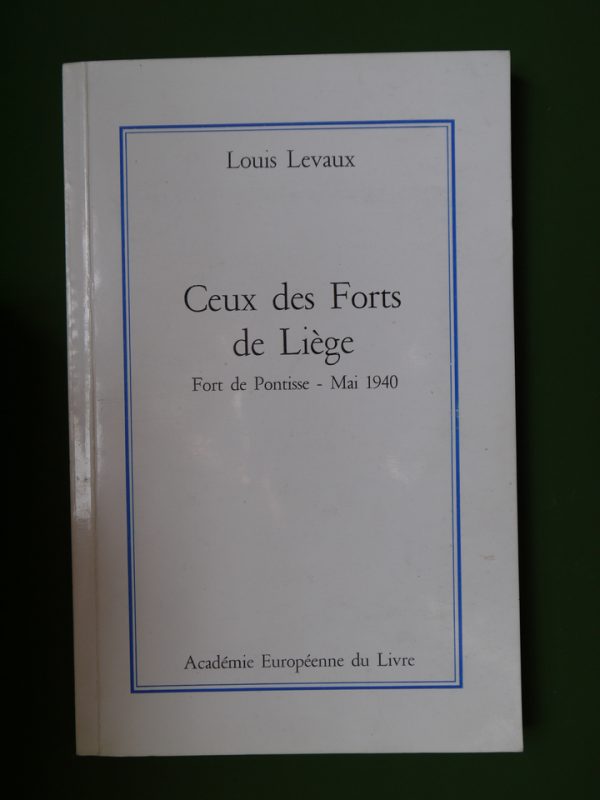 Louis Levaux
Ceux des Forts
de Liège
Fort de Pontisse - Mai 1940
Académie Européenne du Livre